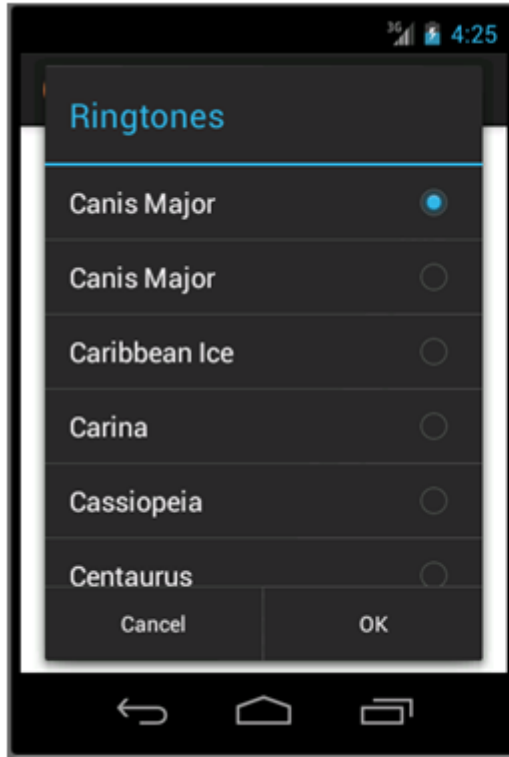 3G 4:25
Ringtones
Canis Major
Canis Major
Caribbean Ice
Carina
Cassiopeia
Centaurus
Cancel OK